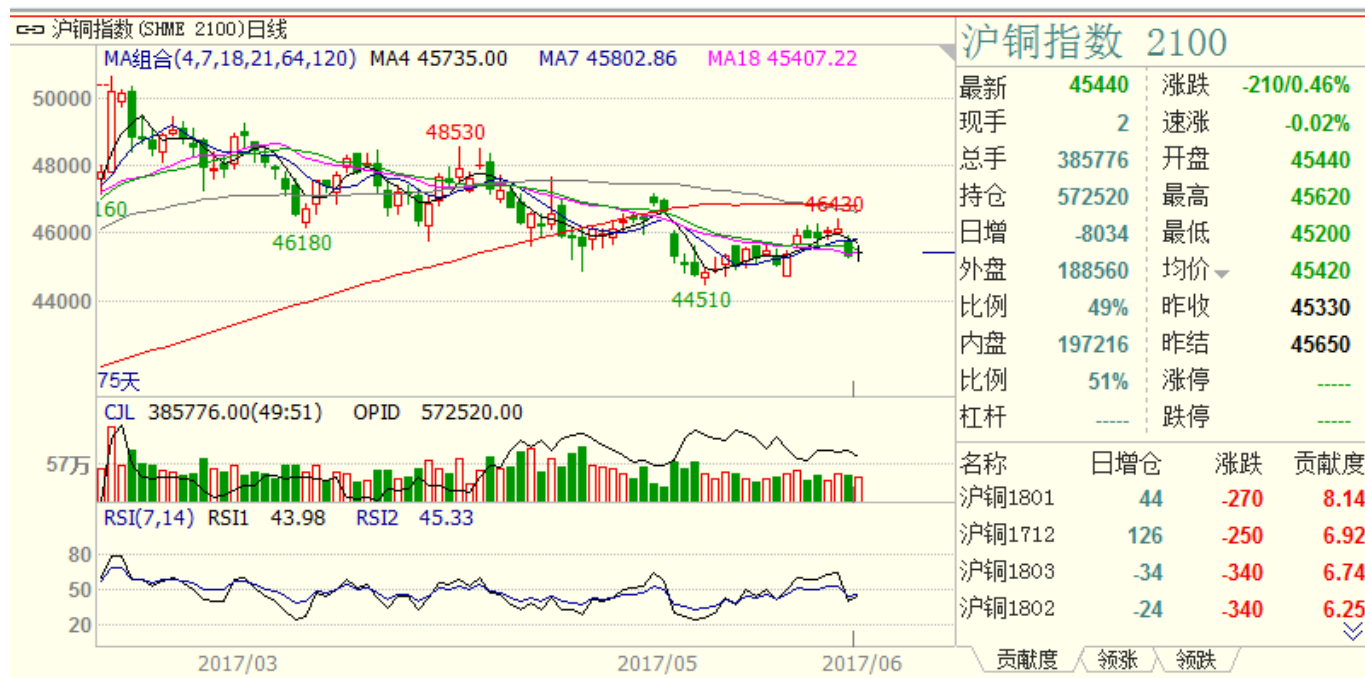 沪铜指数(SHME 2100)日线
MA组合(4,7,18,21,64,120) MA4 45735.00 MA7 45802.86 MA18 45407.22
50000
48000
46000
44000
160
46180
48530
44510
46430
75天
CJL 385776.00(49:51) OPID 572520.00
57万
RSI(7,14) RSI1 43.98 RSI2 45.33
80
50
20
2017/03 2017/05 2017/06
沪铜指数 2100
最新 45440 涨跌 -210/0.46%
现手 2 速涨 -0.02%
总手 385776 开盘 45440
持仓 572520 最高 45620
日增 -8034 最低 45200
外盘 188560 均价 45420
比例 49% 昨收 45330
内盘 197216 昨结 45650
比例 51% 涨停 -----
杠杆 ----- 跌停 -----
名称 日增仓 涨跌 贡献度
沪铜1801 44 -270 8.14
沪铜1712 126 -250 6.92
沪铜1803 -34 -340 6.74
沪铜1802 -24 -340 6.25
贡献度 领涨 领跌